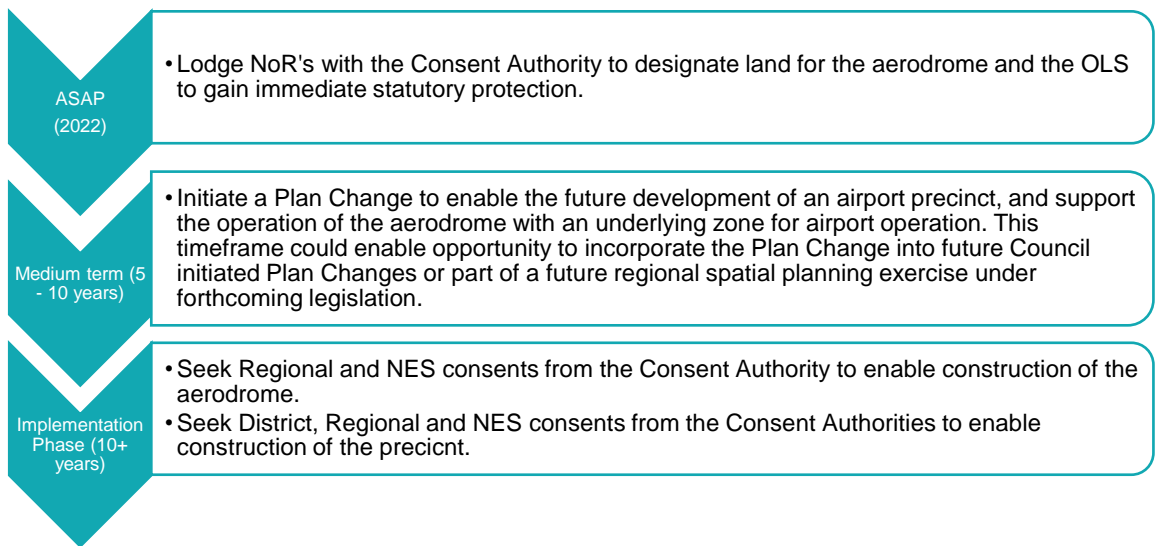 ASAP
(2022)
•Lodge NoR's with the Consent Authority to designate land for the aerodrome and the OLS
to gain immediate statutory protection.
Medium term (5
- 10 years)
•Initiate a Plan Change to enable the future development of an airport precinct, and support
the operation of the aerodrome with an underlying zone for airport operation. This
timeframe could enable opportunity to incorporate the Plan Change into future Council
initiated Plan Changes or part of a future regional spatial planning exercise under
forthcoming legislation.
Implementation
Phase (10+
years)
•Seek Regional and NES consents from the Consent Authority to enable construction of the
aerodrome.
•Seek District, Regional and NES consents from the Consent Authorities to enable
construction of the precicnt.